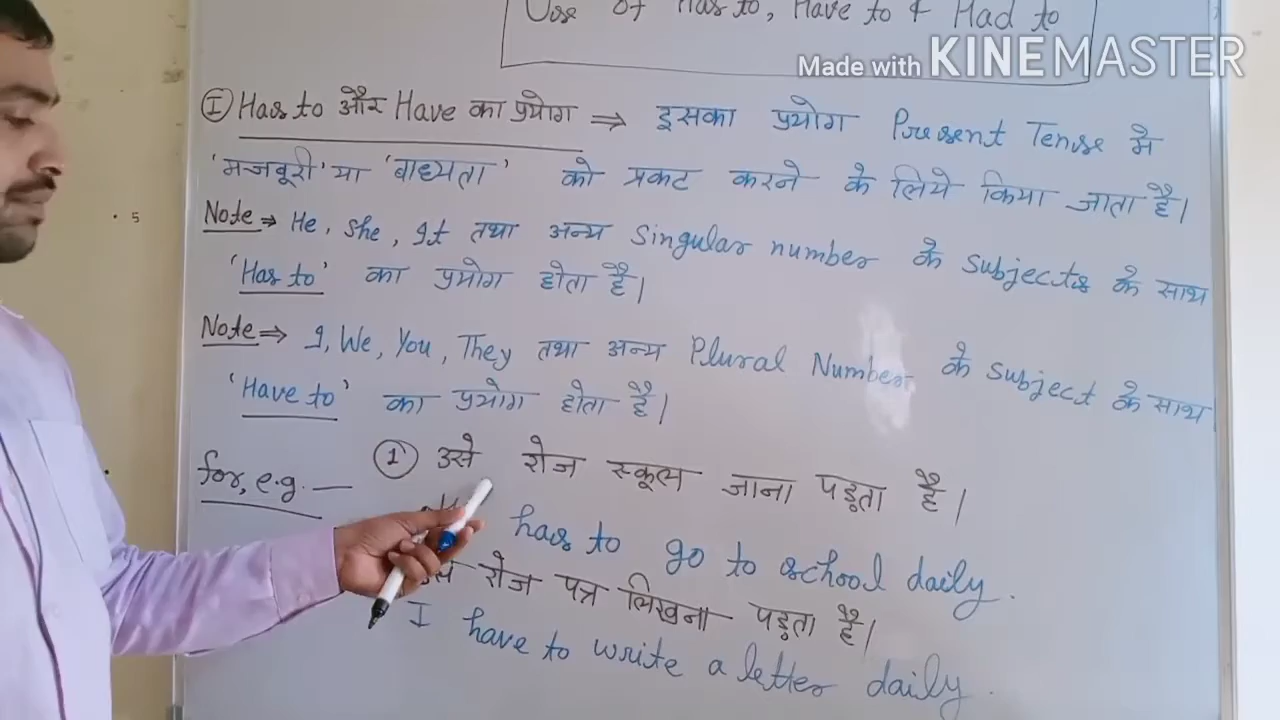 Use of Has to, Have to & Had to
Made with KINEMASTER
I Has to और Have का प्रयोग ⇒ इसका प्रयोग Present Tense मे
'मजबूरी' या 'बाध्यता' को प्रकट करने के लिये किया जाता है।
Note ⇒ He, She, It तथा अन्य Singular number के Subjects के साथ
'Has to' का प्रयोग होता है।
Note ⇒ I, We, You, They तथा अन्य Plural Number के Subject के साथ
'Have to' का प्रयोग होता है।
for, e.g. — 1 उसे रोज स्कूल जाना पड़ता है।
has to go to school daily.
रोज पत्र लिखना पड़ता है।
I have to write a letter daily.
5